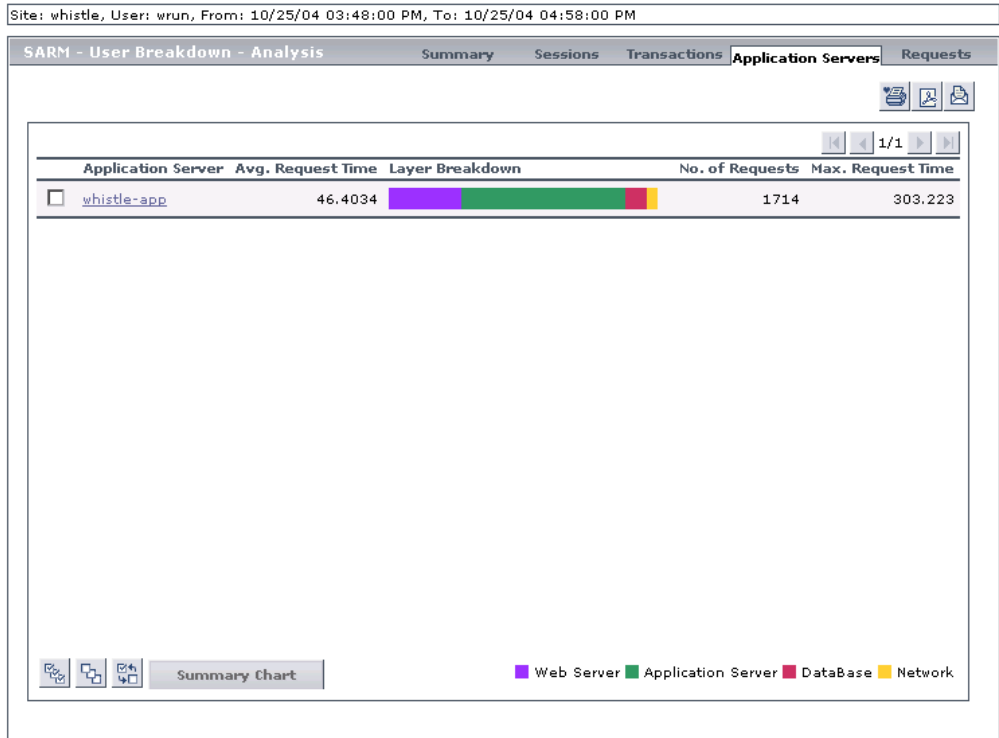 Site: whistle, User: wrun, From: 10/25/04 03:48:00 PM, To: 10/25/04 04:58:00 PM
SARM - User Breakdown - Analysis Summary Sessions Transactions Application Servers Requests
1/1
Application Server Avg. Request Time Layer Breakdown No. of Requests Max. Request Time
whistle-app 46.4034 1714 303.223
Summary Chart Web Server Application Server DataBase Network